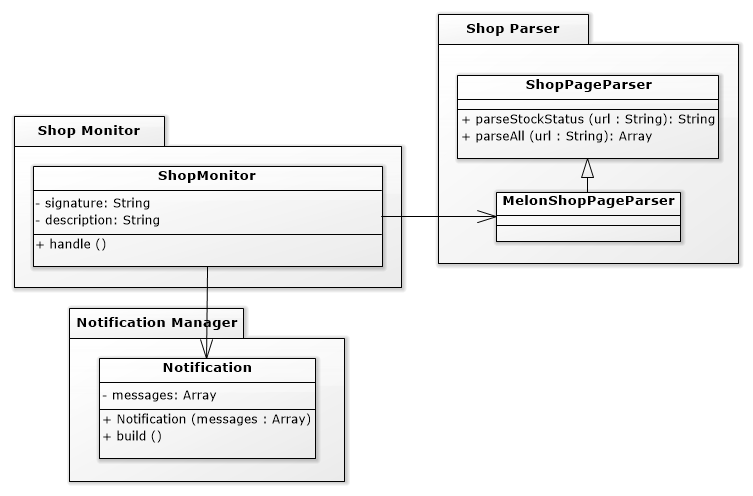 Shop Parser
ShopPageParser
+ parseStockStatus (url : String): String
+ parseAll (url : String): Array
MelonShopPageParser
Shop Monitor
ShopMonitor
- signature: String
- description: String
+ handle ()
Notification Manager
Notification
- messages: Array
+ Notification (messages : Array)
+ build ()